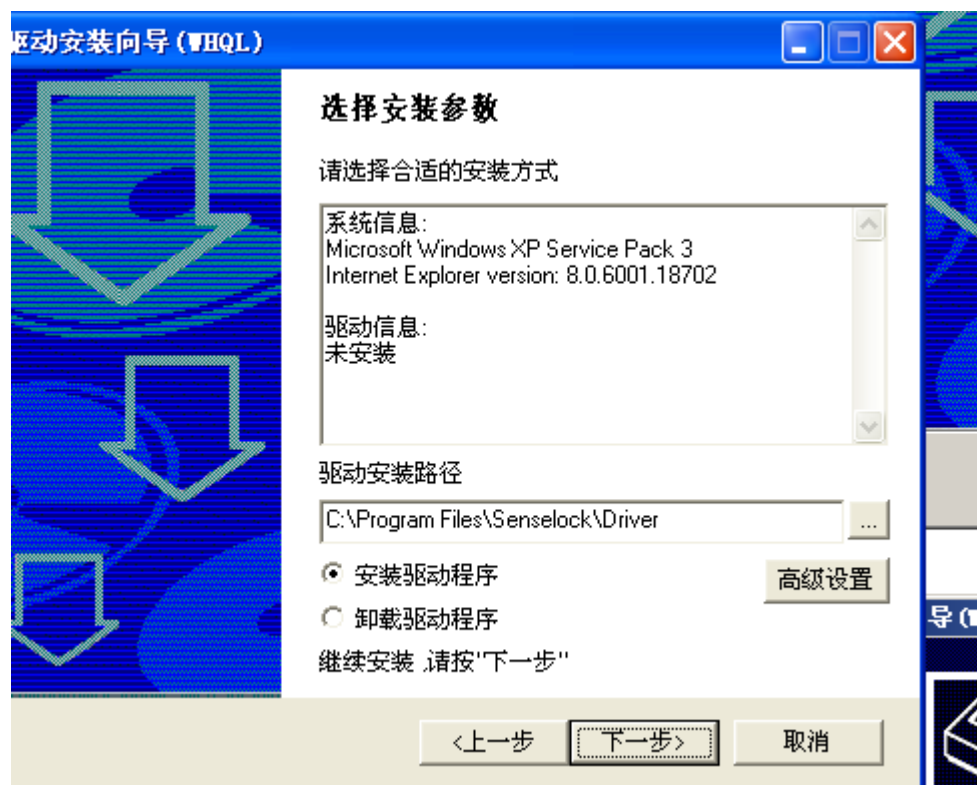 驱动安装向导(WHQL)
选择安装参数
请选择合适的安装方式
系统信息:
Microsoft Windows XP Service Pack 3
Internet Explorer version: 8.0.6001.18702
驱动信息:
未安装
驱动安装路径
C:\Program Files\Senselock\Driver
...
安装驱动程序
高级设置
卸载驱动程序
继续安装,请按"下一步"
<上一步
下一步>
取消
导(W